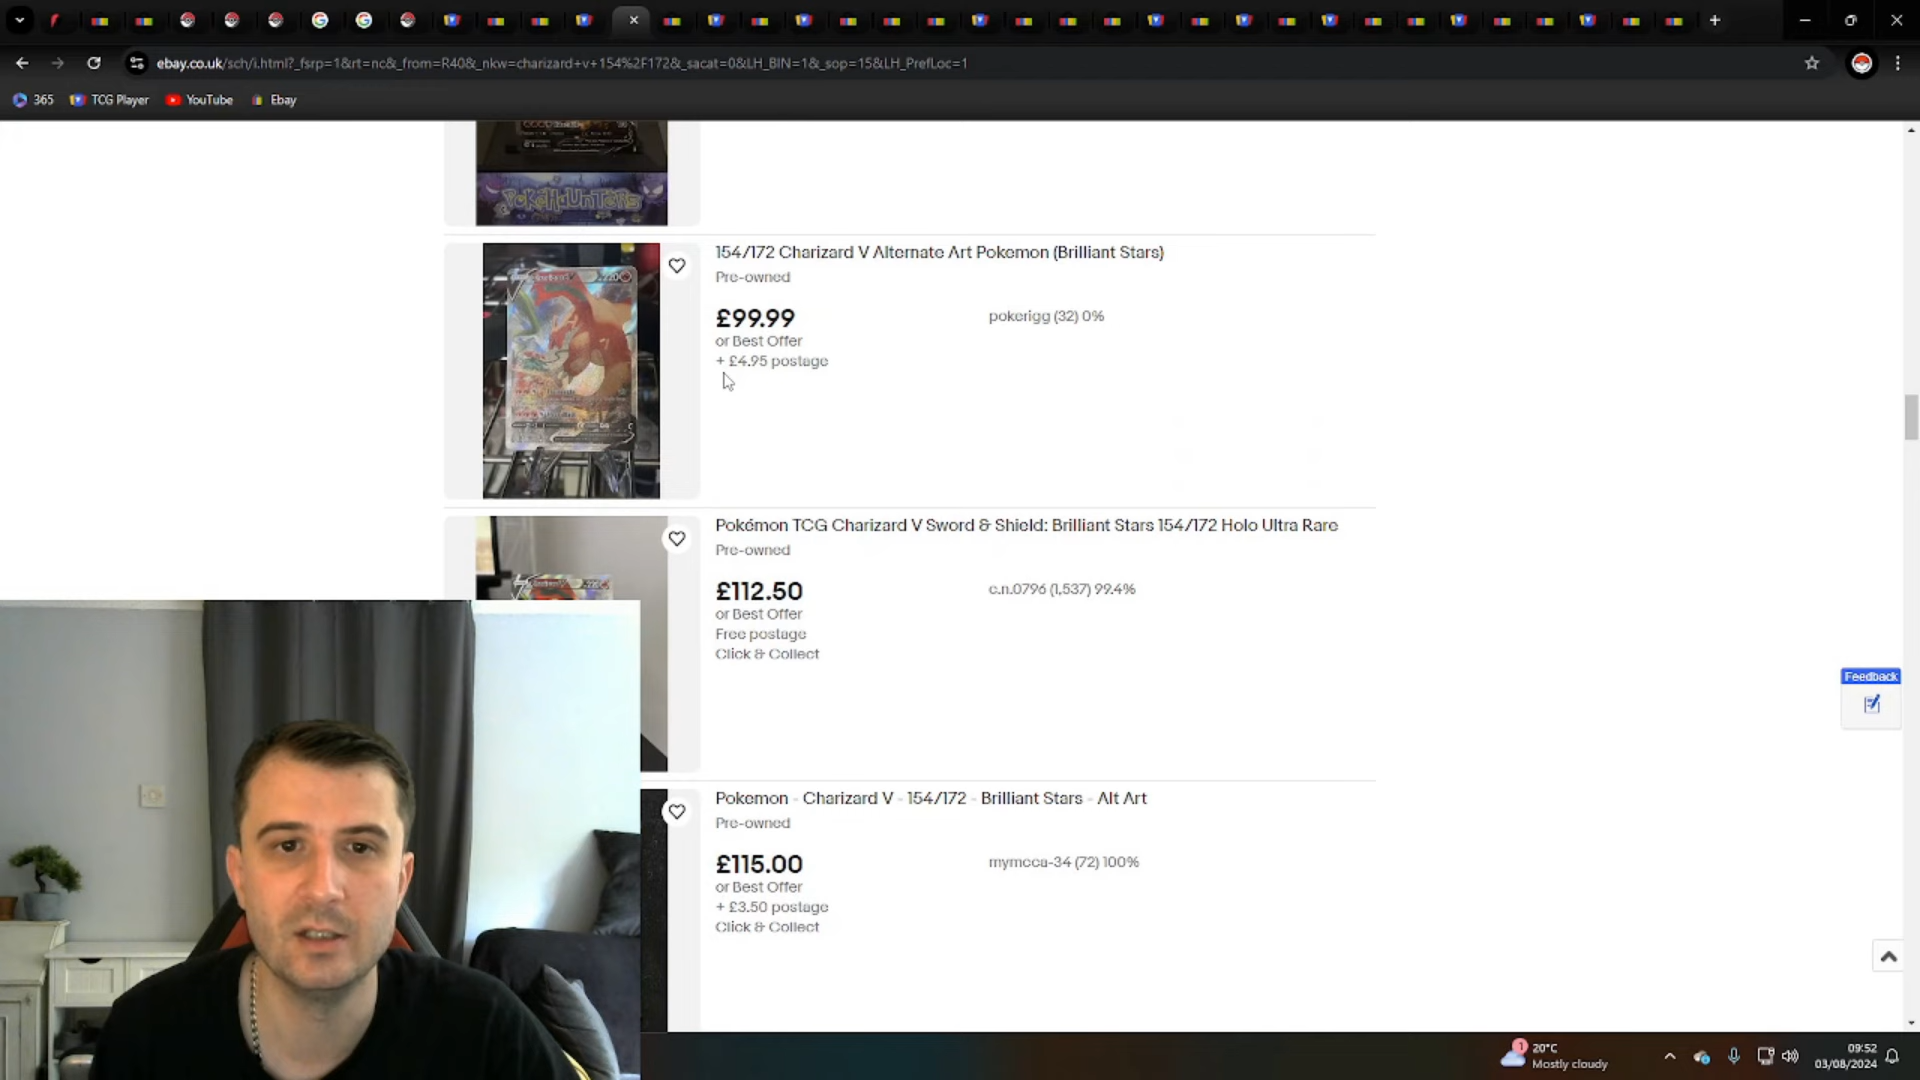 ebay.co.uk/sch/i.html?_fsrp=1&rt=nc&_from=R40&_nkw=charizard+v+154%2F172&_sacat=0&LH_BIN=1&_sop=15&LH_PrefLoc=1
365 TCG Player YouTube Ebay
PokéHaunters
154/172 Charizard V Alternate Art Pokemon (Brilliant Stars)
Pre-owned
£99.99
or Best Offer
+ £4.95 postage
pokerigg (32) 0%
Pokémon TCG Charizard V Sword & Shield: Brilliant Stars 154/172 Holo Ultra Rare
Pre-owned
£112.50
or Best Offer
Free postage
Click & Collect
c.n.0796 (1,537) 99.4%
Feedback
Pokemon - Charizard V - 154/172 - Brilliant Stars - Alt Art
Pre-owned
£115.00
or Best Offer
+ £3.50 postage
Click & Collect
mymcca-34 (72) 100%
1
20°C
Mostly cloudy
09:52
03/08/2024